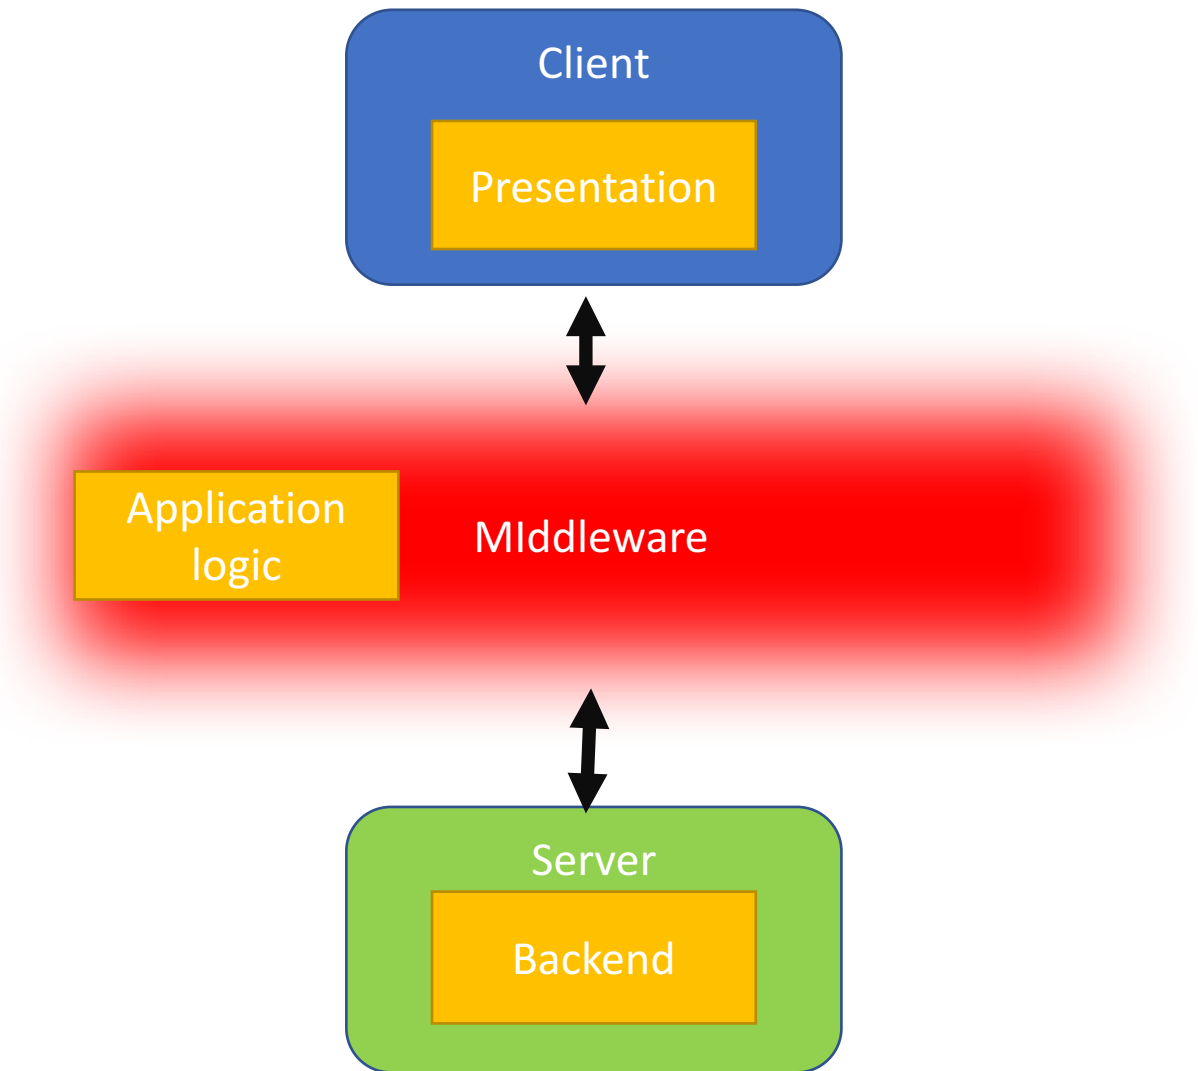 Client
Presentation
Application
logic
MIddleware
Server
Backend